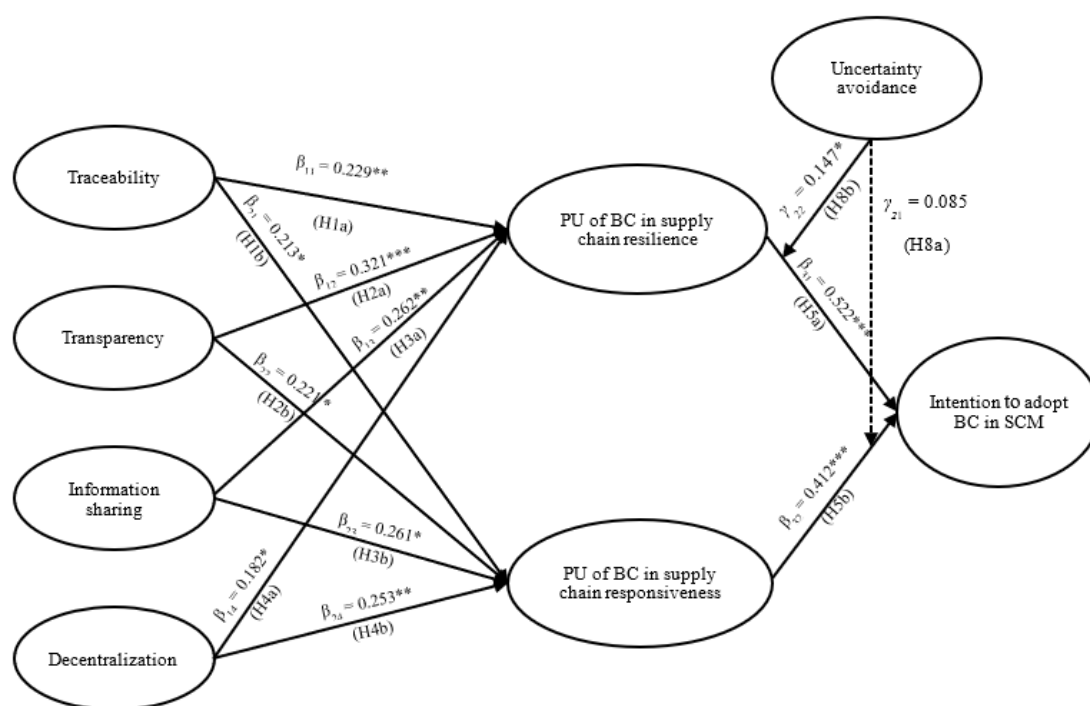 Uncertainty
avoidance
Traceability
β₁₁ = 0.229**
(H1a)
β₂₁ = 0.213*
(H1b)
γ₂₂ = 0.147*
(H8b)
γ₂₁ = 0.085
(H8a)
PU of BC in supply
chain resilience
β₁₂ = 0.321***
(H2a)
Transparency
β₁₃ = 0.262**
(H3a)
β₃₁ = 0.522***
(H5a)
β₂₂ = 0.221*
(H2b)
Intention to adopt
BC in SCM
Information
sharing
β₂₃ = 0.261*
(H3b)
β₃₂ = 0.412***
(H5b)
β₁₄ = 0.182*
(H4a)
PU of BC in supply
chain responsiveness
β₂₄ = 0.253**
(H4b)
Decentralization